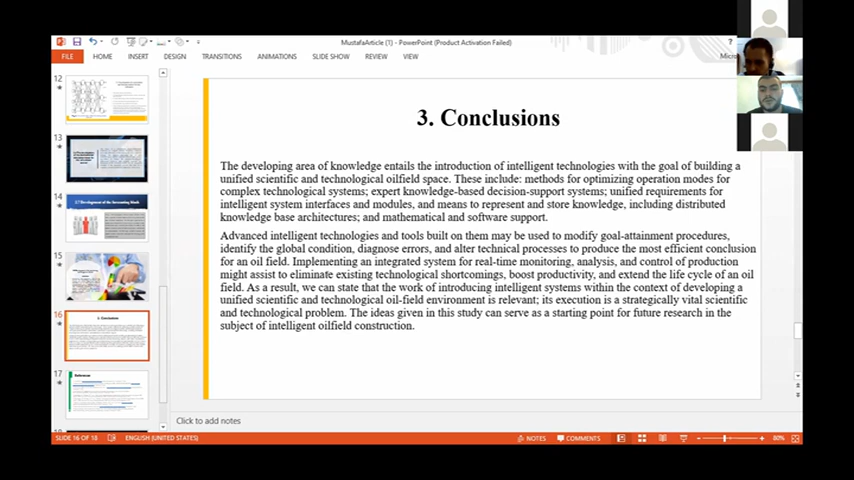 MustafaArticle (1) - PowerPoint (Product Activation Failed)
?
FILE HOME INSERT DESIGN TRANSITIONS ANIMATIONS SLIDE SHOW REVIEW VIEW
12
13
14
15
16
3. Conclusions
17
References
3. Conclusions
The developing area of knowledge entails the introduction of intelligent technologies with the goal of building a
unified scientific and technological oilfield space. These include: methods for optimizing operation modes for
complex technological systems; expert knowledge-based decision-support systems; unified requirements for
intelligent system interfaces and modules, and means to represent and store knowledge, including distributed
knowledge base architectures; and mathematical and software support.
Advanced intelligent technologies and tools built on them may be used to modify goal-attainment procedures,
identify the global condition, diagnose errors, and alter technical processes to produce the most efficient conclusion
for an oil field. Implementing an integrated system for real-time monitoring, analysis, and control of production
might assist to eliminate existing technological shortcomings, boost productivity, and extend the life cycle of an oil
field. As a result, we can state that the work of introducing intelligent systems within the context of developing a
unified scientific and technological oil-field environment is relevant; its execution is a strategically vital scientific
and technological problem. The ideas given in this study can serve as a starting point for future research in the
subject of intelligent oilfield construction.
Click to add notes
SLIDE 16 OF 18 ENGLISH (UNITED STATES) NOTES COMMENTS 80%